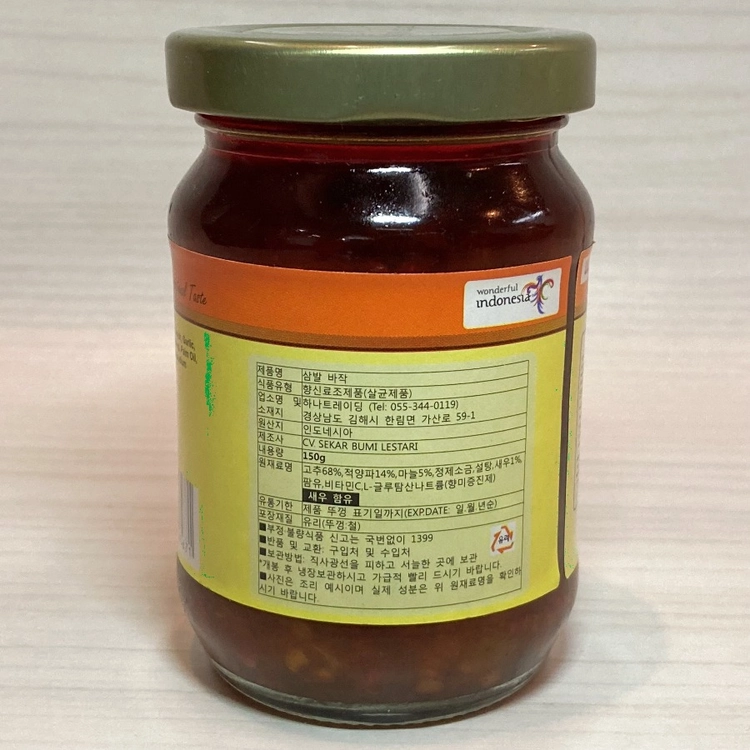 Taste
Garlic,
Palm Oil,
wonderful
indonesia
제품명 삼발 바작
식품유형 향신료조제품(살균제품)
업소명 및 하나트레이딩 (Tel: 055-344-0119)
소재지 경상남도 김해시 한림면 가산로 59-1
원산지 인도네시아
제조사 CV SEKAR BUMI LESTARI
내용량 150g
원재료명 고추68%,적양파14%,마늘5%,정제소금,설탕,새우1%,
팜유,비타민C,L-글루탐산나트륨(향미증진제)
새우 함유
유통기한 제품 뚜껑 표기일까지(EXP.DATE: 일.월.년순)
포장재질 유리(뚜껑:철)
■부정·불량식품 신고는 국번없이 1399
■반품 및 교환: 구입처 및 수입처
■보관방법: 직사광선을 피하고 서늘한 곳에 보관
*개봉 후 냉장보관하시고 가급적 빨리 드시기 바랍니다.
■사진은 조리 예시이며 실제 성분은 위 원재료명을 확인하
시기 바랍니다.
유리